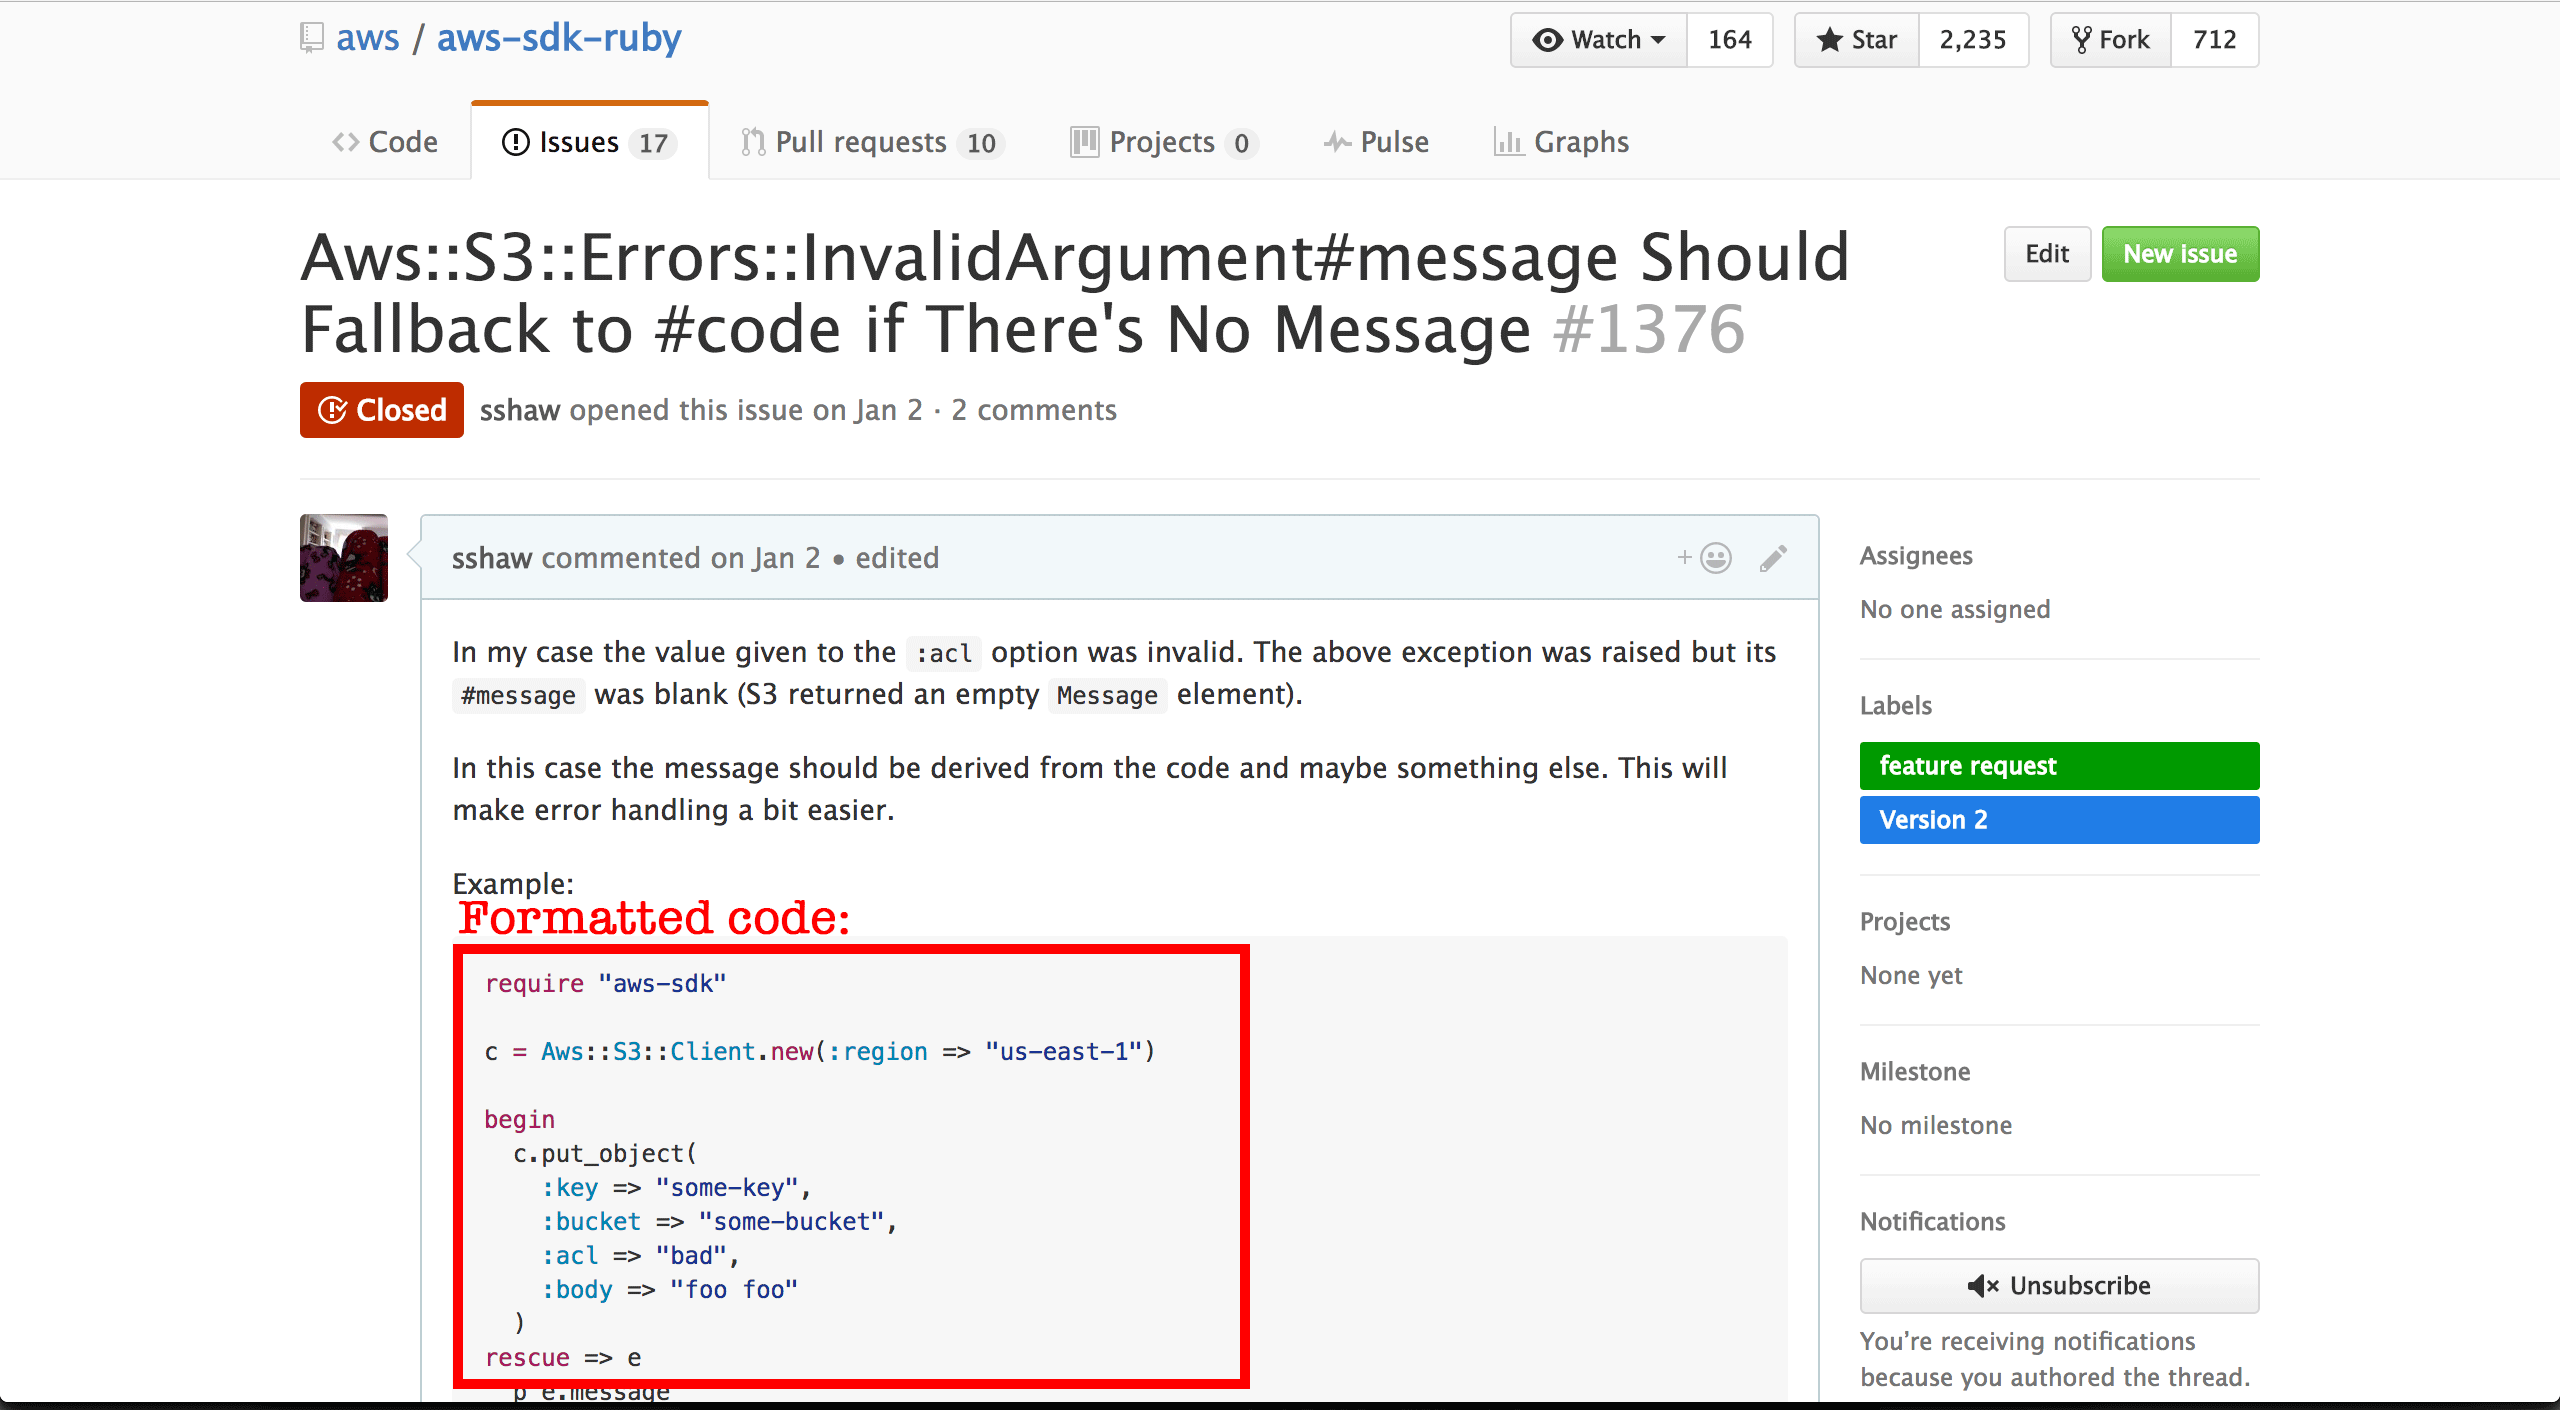 aws / aws-sdk-ruby
Watch 164 Star 2,235 Fork 712
Code Issues 17 Pull requests 10 Projects 0 Pulse Graphs
Aws::S3::Errors::InvalidArgument#message Should
Fallback to #code if There's No Message #1376
Edit New issue
Closed sshaw opened this issue on Jan 2 · 2 comments
sshaw commented on Jan 2 • edited
In my case the value given to the :acl option was invalid. The above exception was raised but its
#message was blank (S3 returned an empty Message element).
In this case the message should be derived from the code and maybe something else. This will
make error handling a bit easier.
Example:
Formatted code:
require "aws-sdk"
c = Aws::S3::Client.new(:region => "us-east-1")
begin
  c.put_object(
    :key => "some-key",
    :bucket => "some-bucket",
    :acl => "bad",
    :body => "foo foo"
  )
rescue => e
  p e.message
Assignees
No one assigned
Labels
feature request
Version 2
Projects
None yet
Milestone
No milestone
Notifications
Unsubscribe
You’re receiving notifications
because you authored the thread.